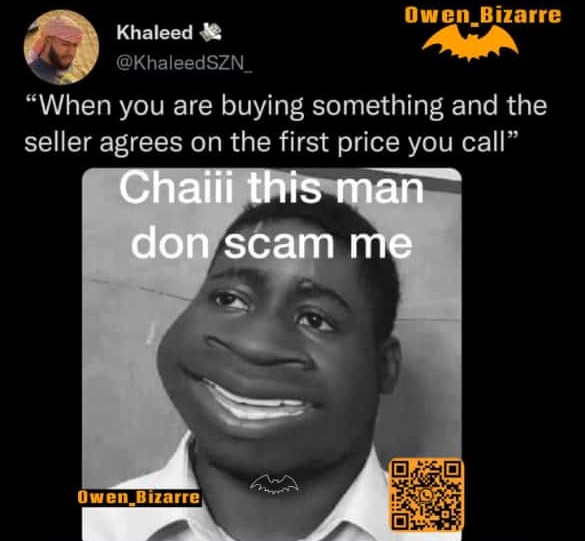 Owen_Bizarre
Khaleed
@KhaleedSZN_
“When you are buying something and the
seller agrees on the first price you call”
Chaiii this man
don scam me
Owen_Bizarre